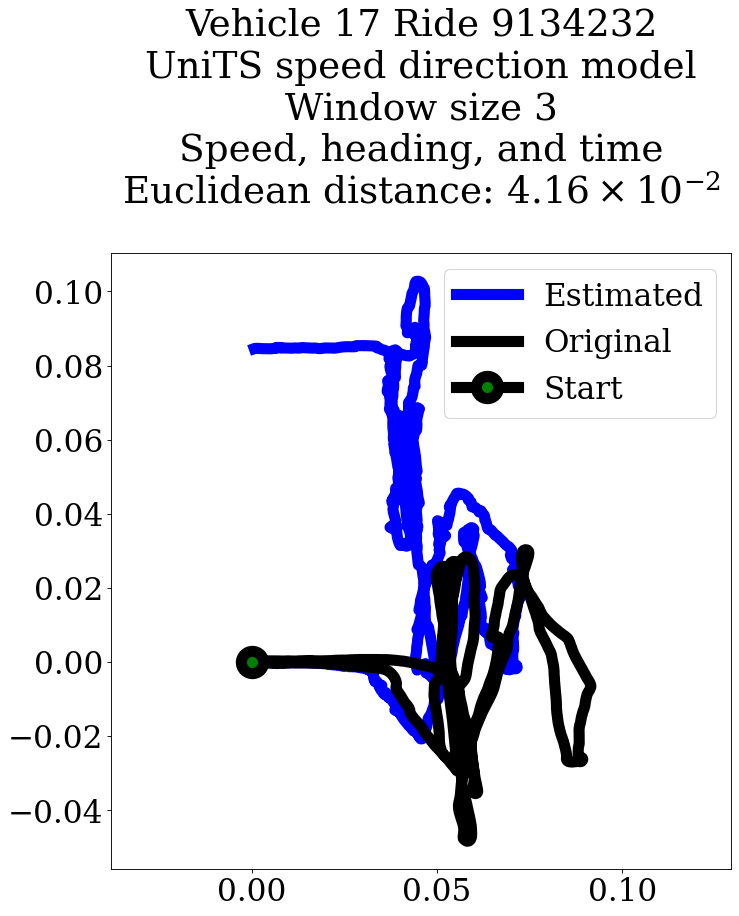 Vehicle 17 Ride 9134232
UniTS speed direction model
Window size 3
Speed, heading, and time
Euclidean distance: 4.16 × 10⁻²
Estimated
Original
Start
0.10
0.08
0.06
0.04
0.02
0.00
−0.02
−0.04
0.00 0.05 0.10